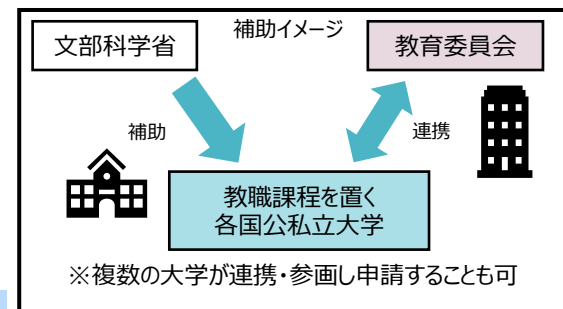 補助イメージ
文部科学省
教育委員会
補助
連携
教職課程を置く
各国公私立大学
※複数の大学が連携・参画し申請することも可